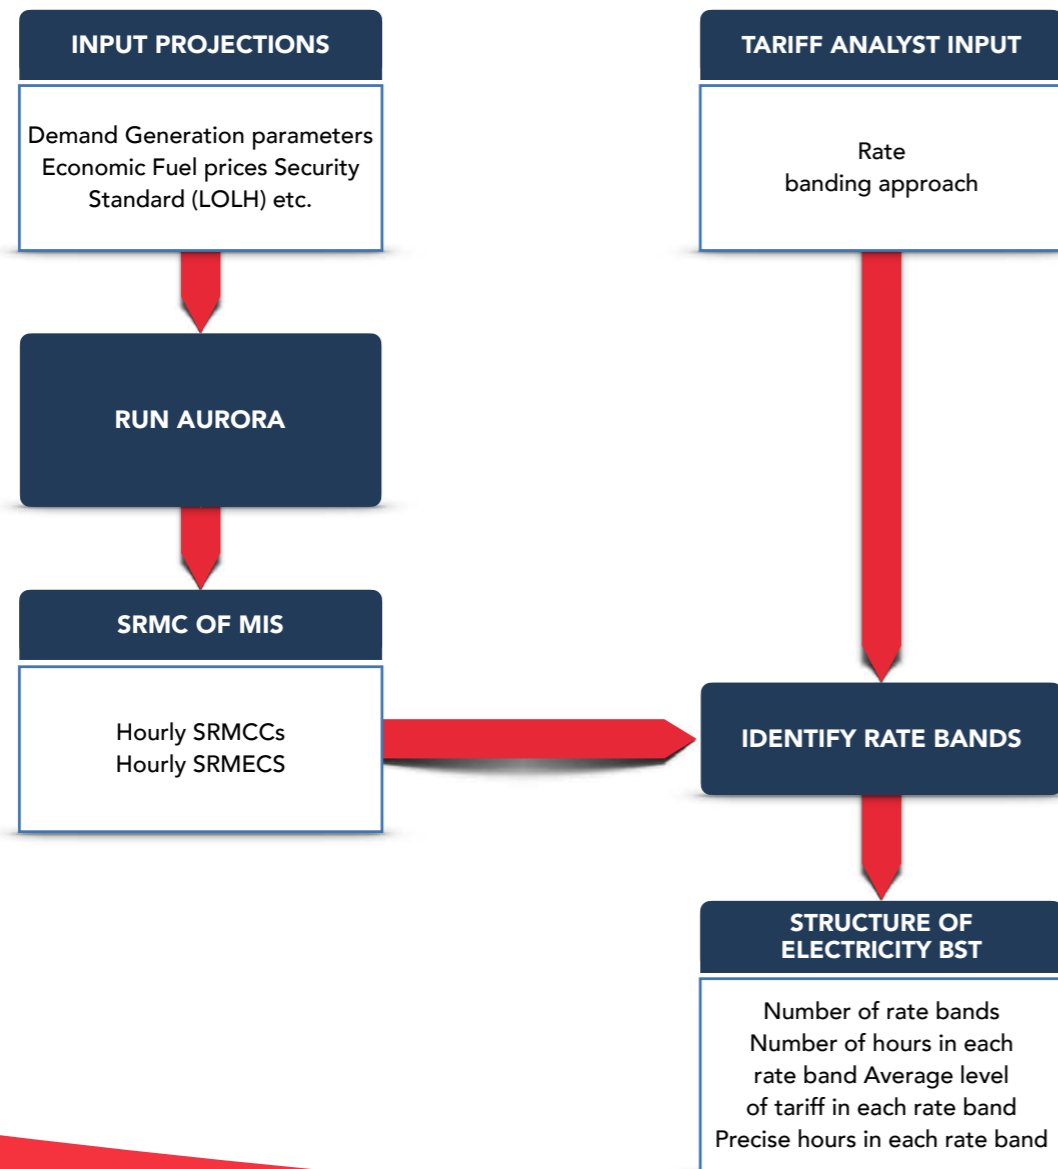 INPUT PROJECTIONS
Demand Generation parameters
Economic Fuel prices Security
Standard (LOLH) etc.
RUN AURORA
SRMC OF MIS
Hourly SRMCCs
Hourly SRMECS
TARIFF ANALYST INPUT
Rate
banding approach
IDENTIFY RATE BANDS
STRUCTURE OF
ELECTRICITY BST
Number of rate bands
Number of hours in each
rate band Average level
of tariff in each rate band
Precise hours in each rate band